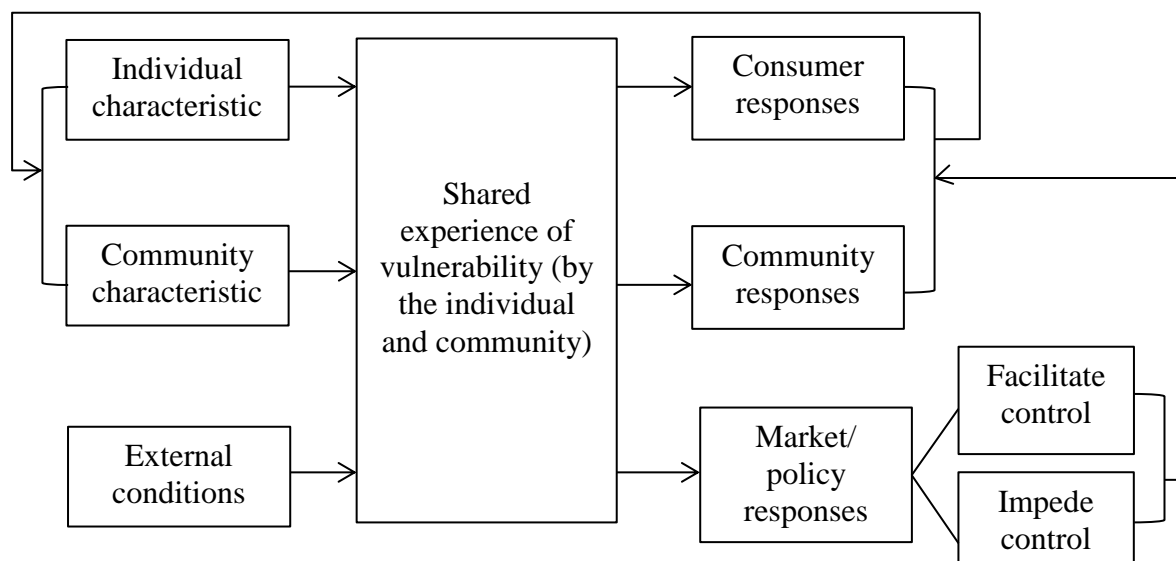 Individual
characteristic
Consumer
responses
Shared
experience of
vulnerability (by
the individual
and community)
Community
characteristic
Community
responses
External
conditions
Market/
policy
responses
Facilitate
control
Impede
control